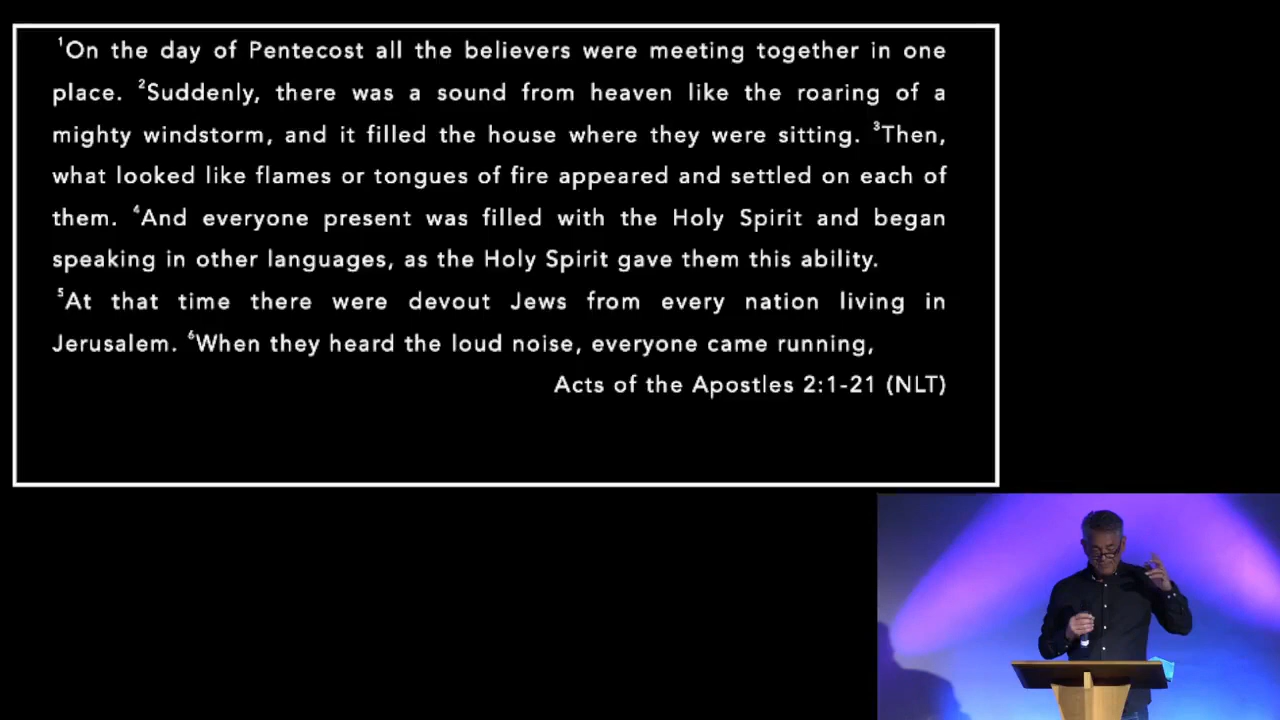 ¹On the day of Pentecost all the believers were meeting together in one
place. ²Suddenly, there was a sound from heaven like the roaring of a
mighty windstorm, and it filled the house where they were sitting. ³Then,
what looked like flames or tongues of fire appeared and settled on each of
them. ⁴And everyone present was filled with the Holy Spirit and began
speaking in other languages, as the Holy Spirit gave them this ability.
⁵At that time there were devout Jews from every nation living in
Jerusalem. ⁶When they heard the loud noise, everyone came running,
Acts of the Apostles 2:1-21 (NLT)